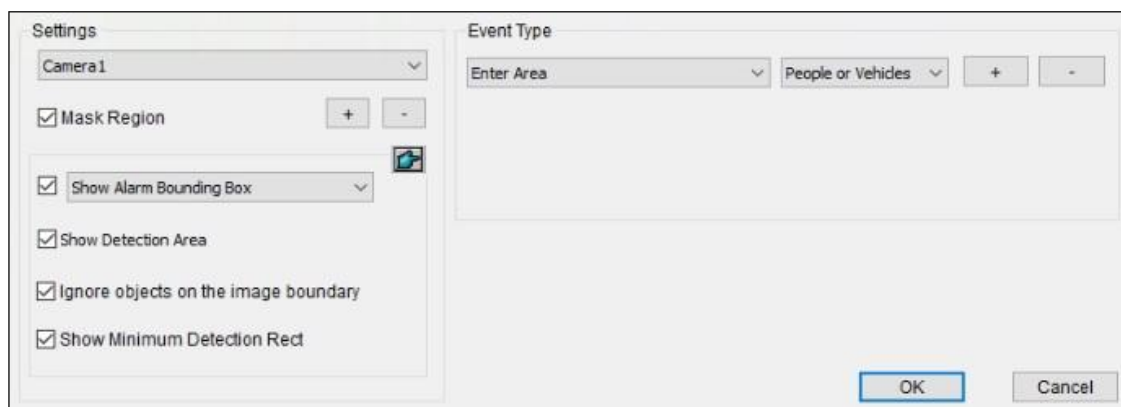 Settings
Camera1
Mask Region
+ -
Show Alarm Bounding Box
Show Detection Area
Ignore objects on the image boundary
Show Minimum Detection Rect
Event Type
Enter Area People or Vehicles + -
OK Cancel